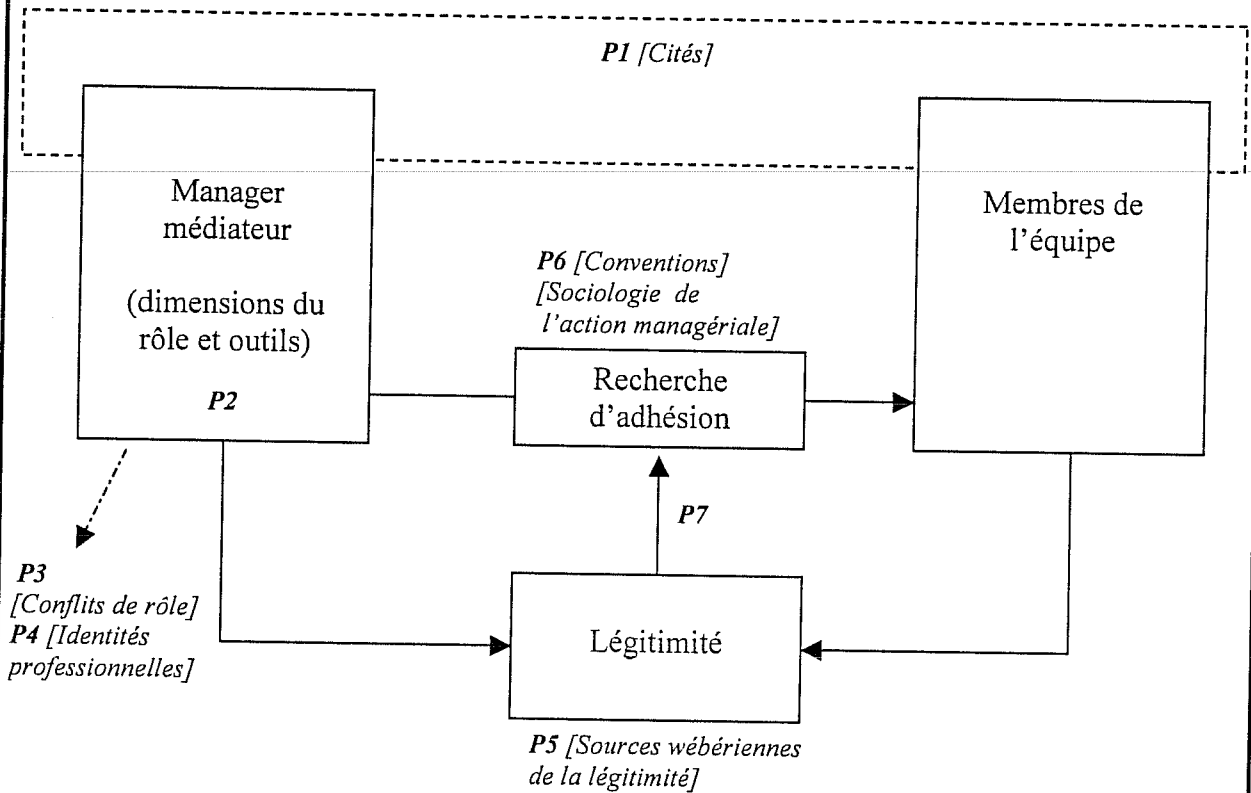 P1 [Cités]
Manager
médiateur
(dimensions du
rôle et outils)
P2
Membres de
l'équipe
P6 [Conventions]
[Sociologie de
l'action managériale]
Recherche
d'adhésion
P7
P3
[Conflits de rôle]
P4 [Identités
professionnelles]
Légitimité
P5 [Sources wébériennes
de la légitimité]